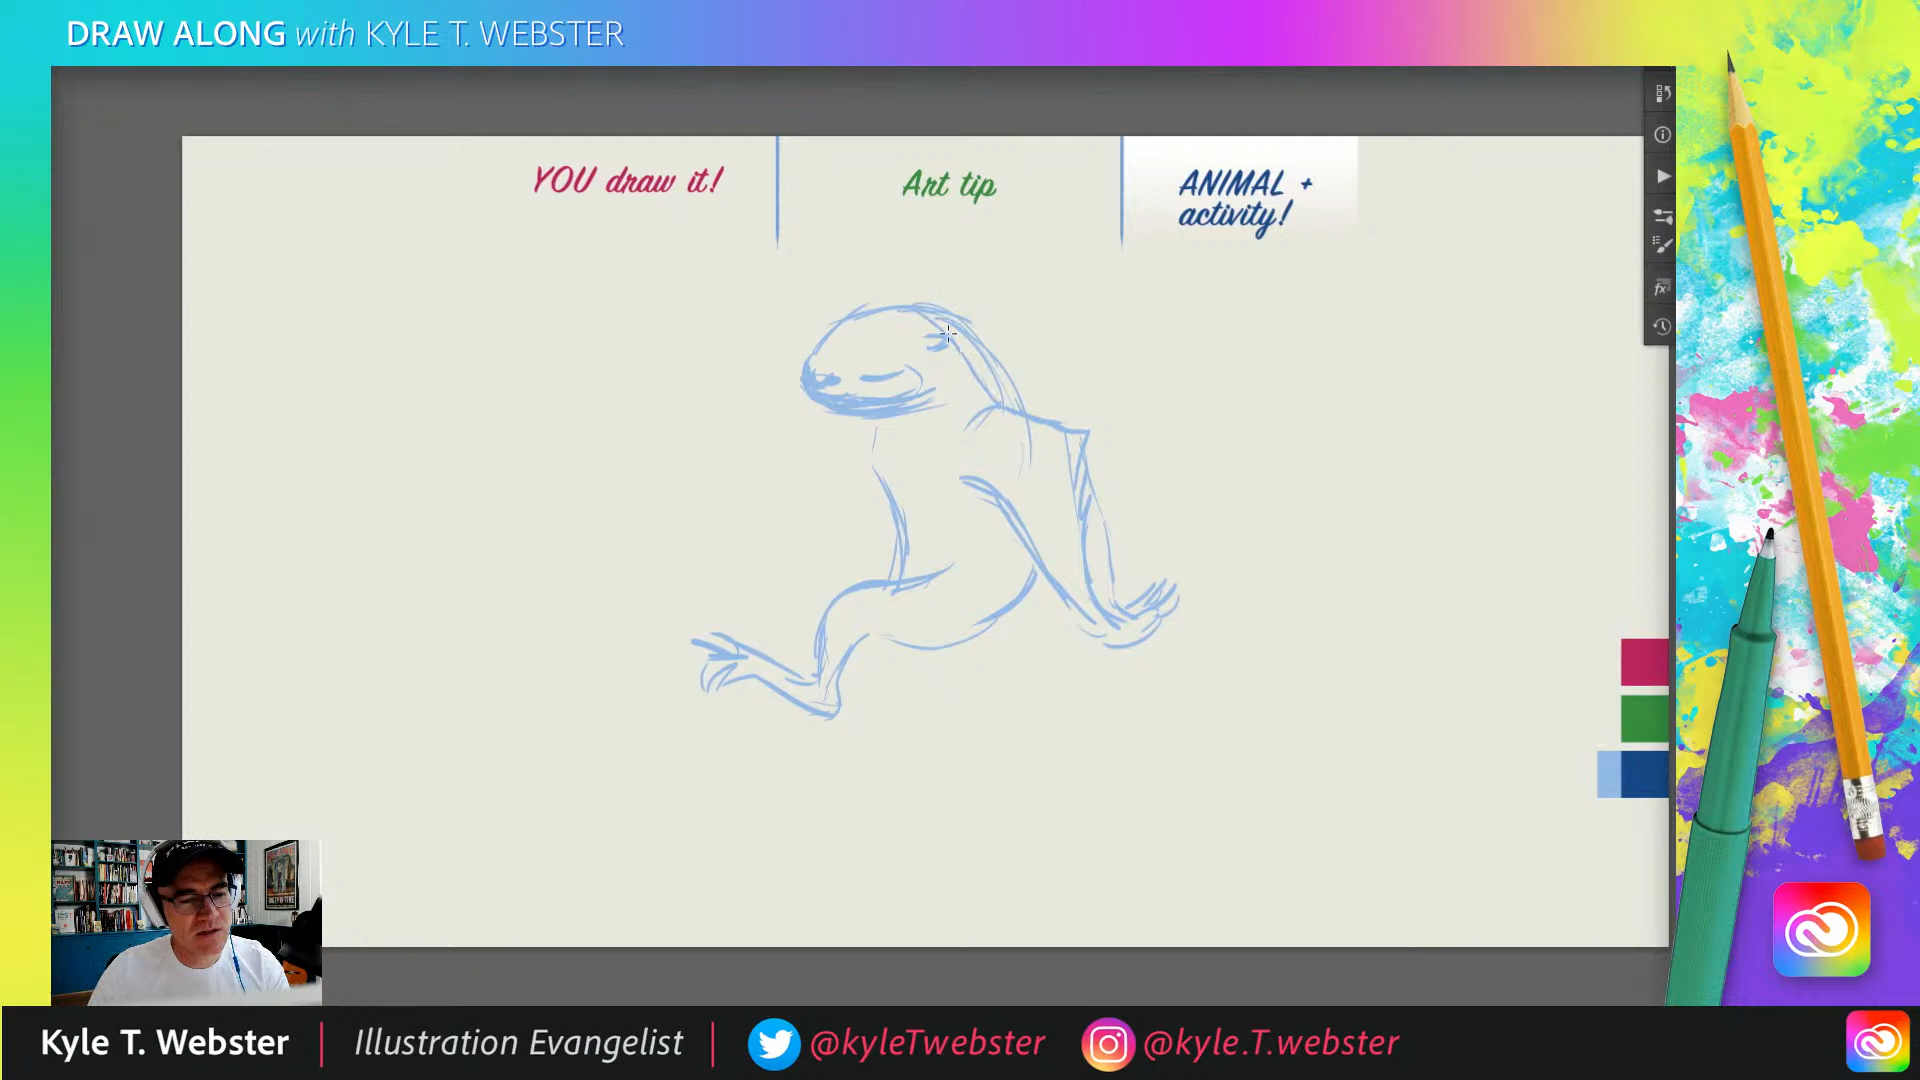 DRAW ALONG with KYLE T. WEBSTER
YOU draw it!
Art tip
ANIMAL +
activity!
fx
Kyle T. Webster | Illustration Evangelist | @kyleTwebster @kyle.T.webster